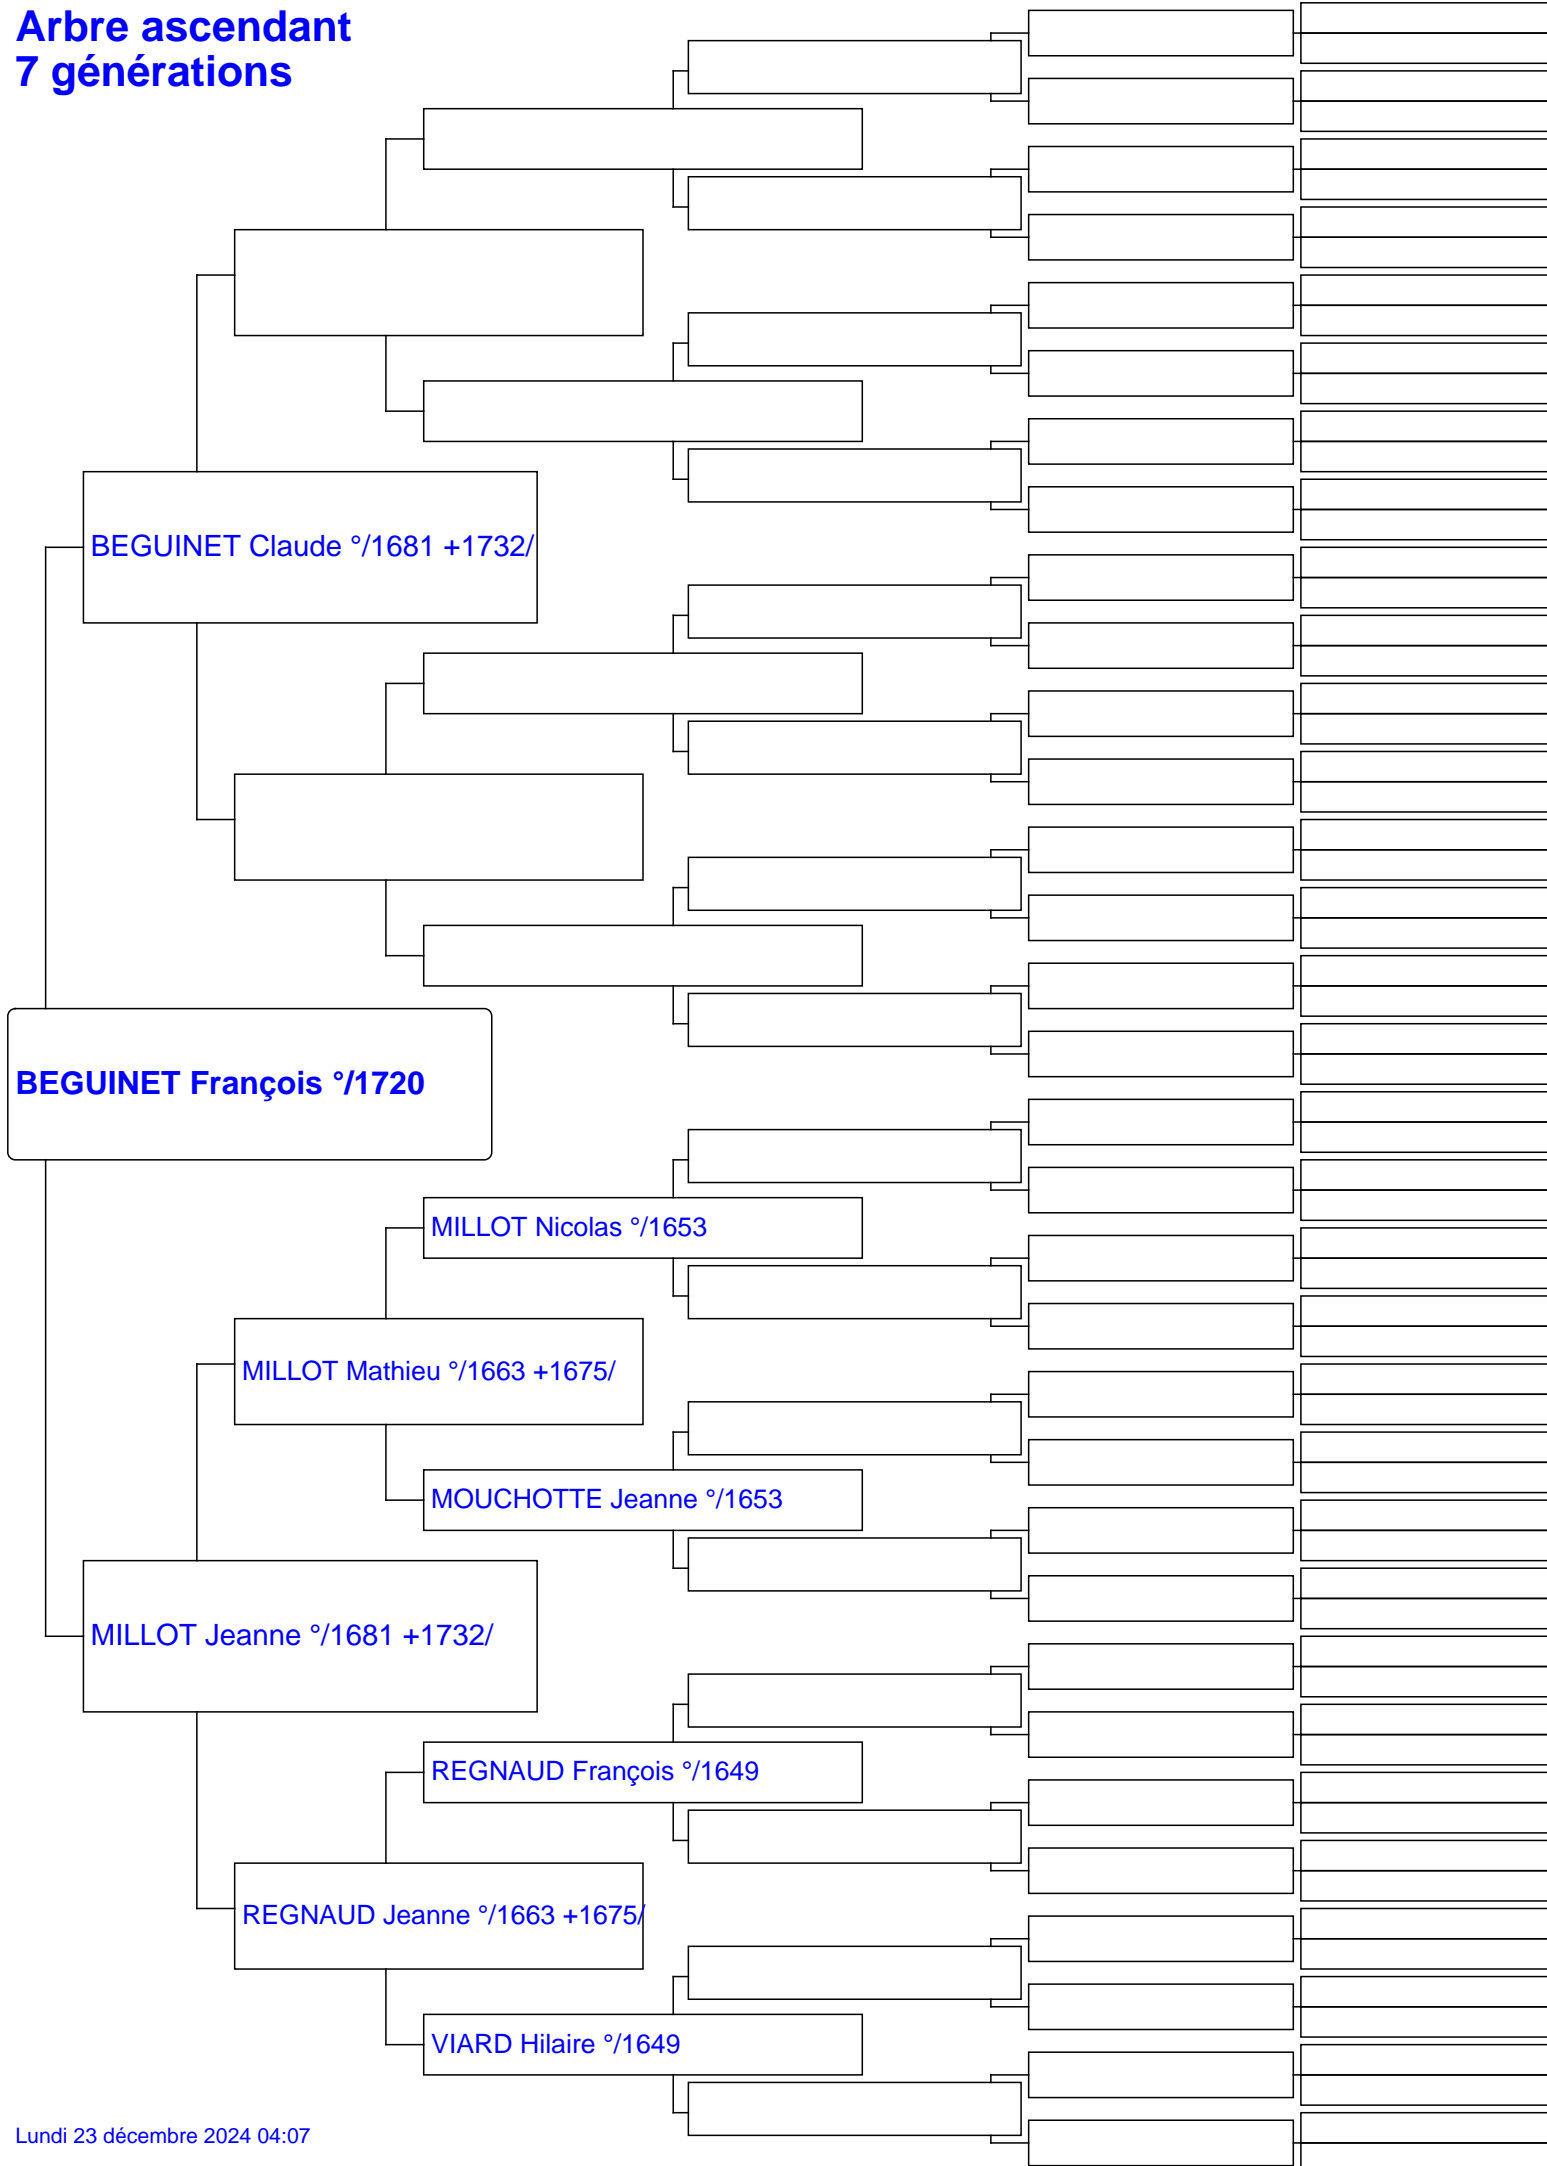 Arbre ascendant
7 générations
BEGUINET Claude °/1681 +1732/
BEGUINET François °/1720
MILLOT Nicolas °/1653
MILLOT Mathieu °/1663 +1675/
MOUCHOTTE Jeanne °/1653
MILLOT Jeanne °/1681 +1732/
REGNAUD François °/1649
REGNAUD Jeanne °/1663 +1675/
VIARD Hilaire °/1649
Lundi 23 décembre 2024 04:07